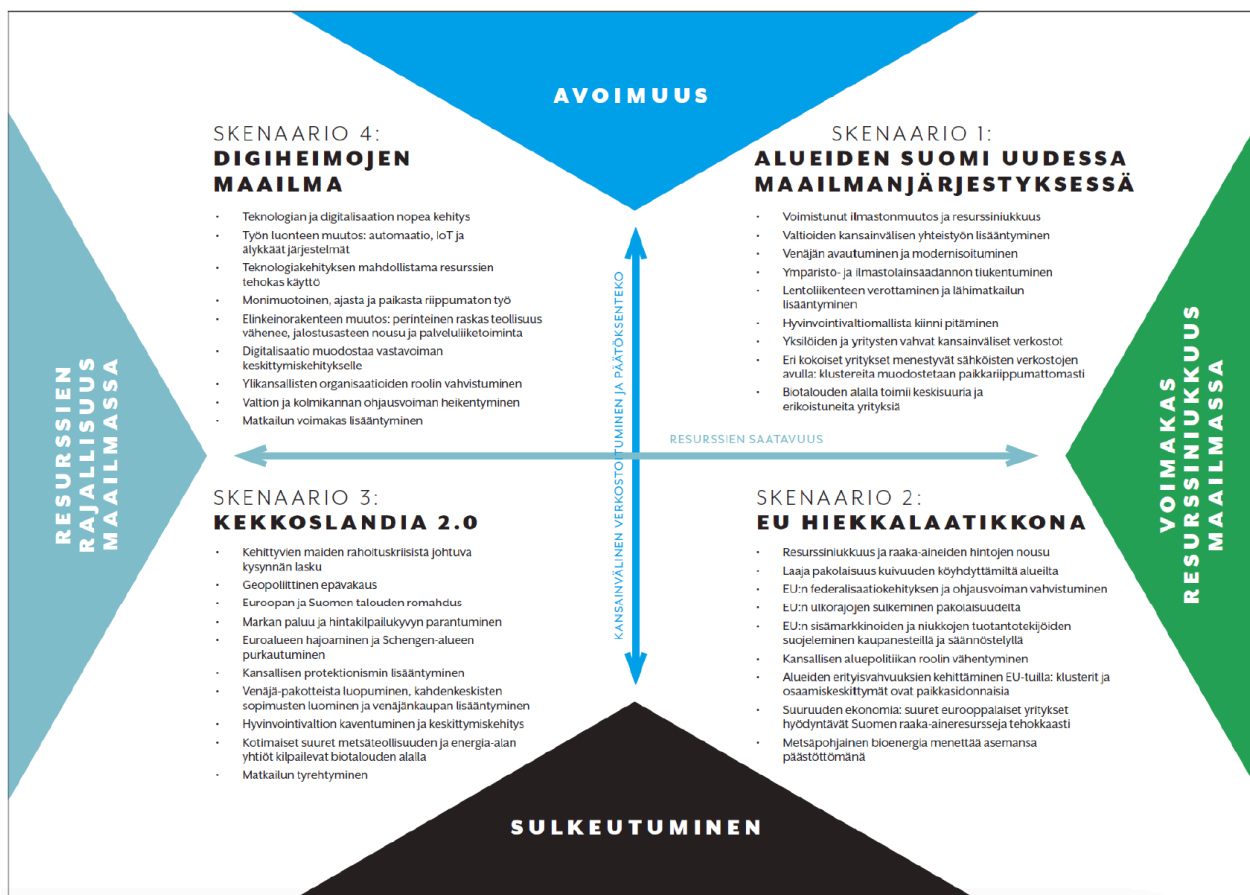 AVOIMUUS
SKENAARIO 4:
DIGIHEIMOJEN
MAAILMA
Teknologian ja digitalisaation nopea kehitys
Työn luonteen muutos: automaatio, IoT ja
älykkäät järjestelmät
Teknologiakehityksen mahdollistama resurssien
tehokas käyttö
Monimuotoinen, ajasta ja paikasta riippumaton työ
Elinkeinorakenteen muutos: perinteinen raskas teollisuus
vähenee, jalostusasteen nousu ja palveluliiketoiminta
Digitalisaatio muodostaa vastavoiman
keskittymiskehitykselle
Ylikansallisten organisaatioiden roolin vahvistuminen
Valtion ja kolmikannan ohjausvoiman heikentyminen
Matkailun voimakas lisääntyminen
SKENAARIO 1:
ALUEIDEN SUOMI UUDESSA
MAAILMANJÄRJESTYKSESSÄ
Voimistunut ilmastonmuutos ja resurssiniukkuus
Valtioiden kansainvälisen yhteistyön lisääntyminen
Venäjän avautuminen ja modernisoituminen
Ympäristö- ja ilmastolainsäädännön tiukentuminen
Lentoliikenteen verottaminen ja lähimatkailun
lisääntyminen
Hyvinvointivaltiomallista kiinni pitäminen
Yksilöiden ja yritysten vahvat kansainväliset verkostot
Eri kokoiset yritykset menestyvät sähköisten verkostojen
avulla: klustereita muodostetaan paikkariippumattomasti
Biotalouden alalla toimii keskisuuria ja
erikoistuneita yrityksiä
RESURSSIEN
RAJALLISUUS
MAAILMASSA
KANSAINVÄLINEN VERKOSTOITUMINEN JA PÄÄTÖKSENTEKO
RESURSSIEN SAATAVUUS
VOIMAKAS
RESURSSINIUKKUUS
MAAILMASSA
SKENAARIO 3:
KEKKOSLANDIA 2.0
Kehittyvien maiden rahoituskriisistä johtuva
kysynnän lasku
Geopoliittinen epävakaus
Euroopan ja Suomen talouden romahdus
Markan paluu ja hintakilpailukyvyn parantuminen
Euroalueen hajoaminen ja Schengen-alueen
purkautuminen
Kansallisen protektionismin lisääntyminen
Venäjä-pakotteista luopuminen, kahdenkeskisten
sopimusten luominen ja venäjänkaupan lisääntyminen
Hyvinvointivaltion kaventuminen ja keskittymiskehitys
Kotimaiset suuret metsäteollisuuden ja energia-alan
yhtiöt kilpailevat biotalouden alalla
Matkailun tyrehtyminen
SKENAARIO 2:
EU HIEKKALAATIKKONA
Resurssiniukkuus ja raaka-aineiden hintojen nousu
Laaja pakolaisuus kuivuuden köyhdyttämiltä alueilta
EU:n federalisaatiokehityksen ja ohjausvoiman vahvistuminen
EU:n ulkorajojen sulkeminen pakolaisuudelta
EU:n sisämarkkinoiden ja niukkojen tuotantotekijöiden
suojeleminen kaupanesteillä ja säännöstelyllä
Kansallisen aluepolitiikan roolin vähentyminen
Alueiden erityisvahvuuksien kehittäminen EU-tuilla: klusterit ja
osaamiskeskittymät ovat paikkasidonnaisia
Suuruuden ekonomia: suuret eurooppalaiset yritykset
hyödyntävät Suomen raaka-aineresursseja tehokkaasti
Metsäpohjainen bioenergia menettää asemansa
päästöttömänä
SULKEUTUMINEN